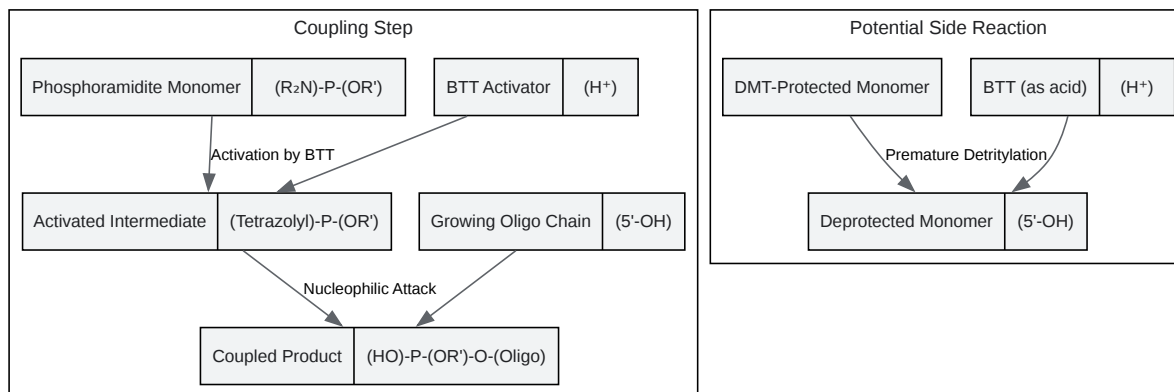 Coupling Step
Phosphoramidite Monomer (R₂N)-P-(OR')
BTT Activator (H⁺)
Activation by BTT
Activated Intermediate (Tetrazolyl)-P-(OR')
Growing Oligo Chain (5'-OH)
Nucleophilic Attack
Coupled Product (HO)-P-(OR')-O-(Oligo)
Potential Side Reaction
DMT-Protected Monomer
BTT (as acid) (H⁺)
Premature Detritylation
Deprotected Monomer (5'-OH)